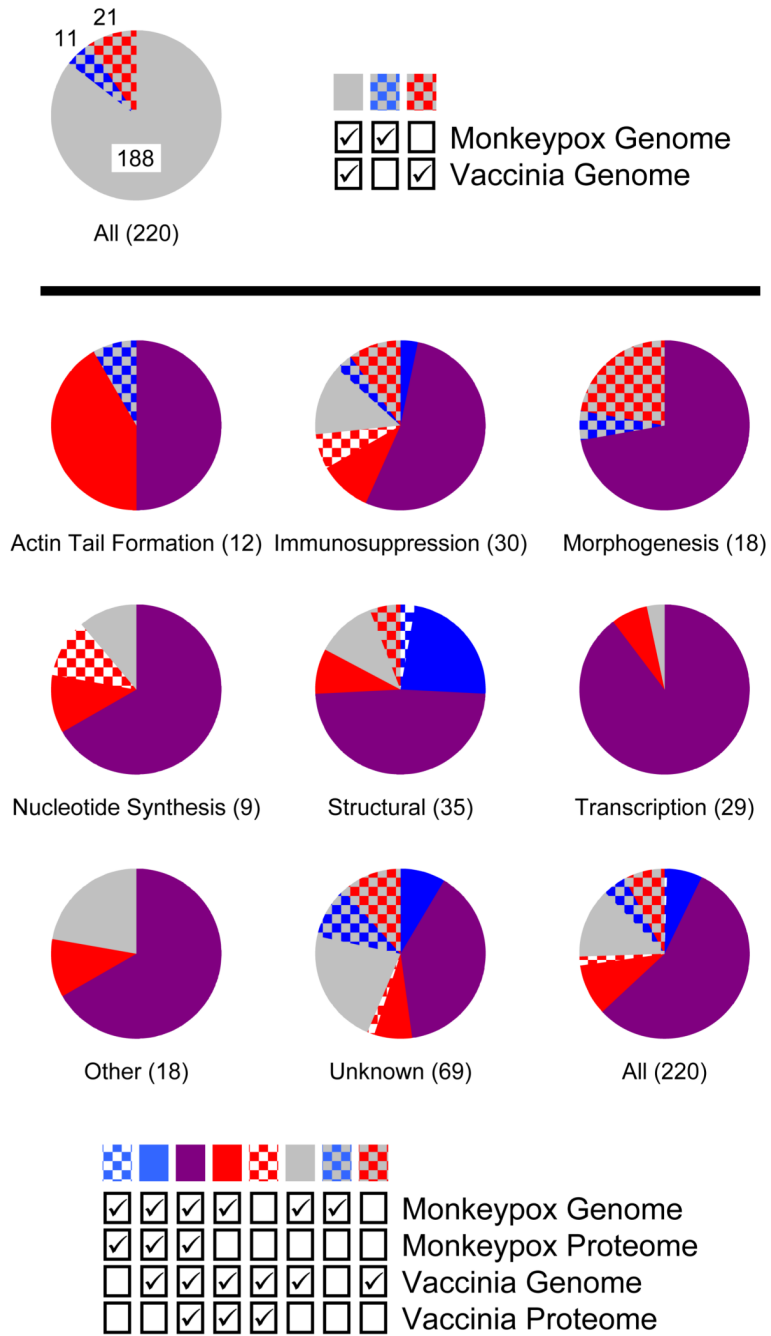 21
11
188
All (220)
Monkeypox Genome
Vaccinia Genome
Actin Tail Formation (12)
Immunosuppression (30)
Morphogenesis (18)
Nucleotide Synthesis (9)
Structural (35)
Transcription (29)
Other (18)
Unknown (69)
All (220)
Monkeypox Genome
Monkeypox Proteome
Vaccinia Genome
Vaccinia Proteome